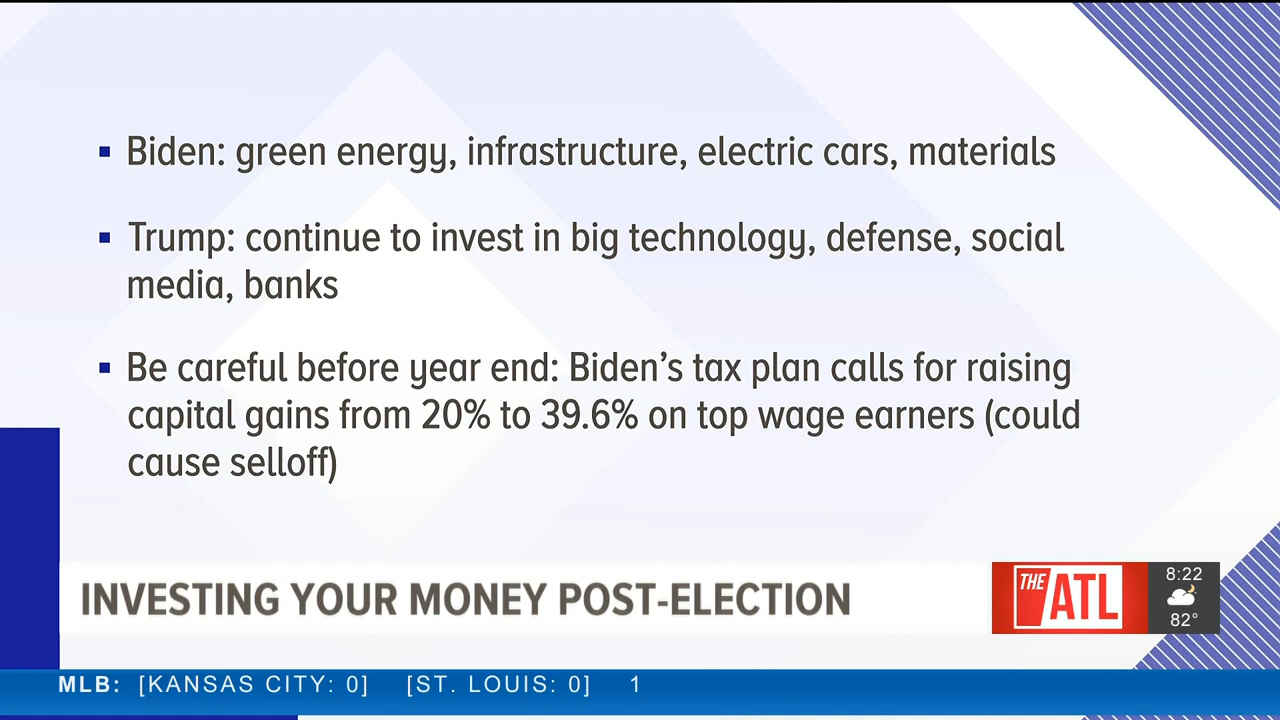 ▪ Biden: green energy, infrastructure, electric cars, materials
▪ Trump: continue to invest in big technology, defense, social
media, banks
▪ Be careful before year end: Biden’s tax plan calls for raising
capital gains from 20% to 39.6% on top wage earners (could
cause selloff)
INVESTING YOUR MONEY POST-ELECTION
THE ATL
8:22
82°
MLB: [KANSAS CITY: 0] [ST. LOUIS: 0] 1